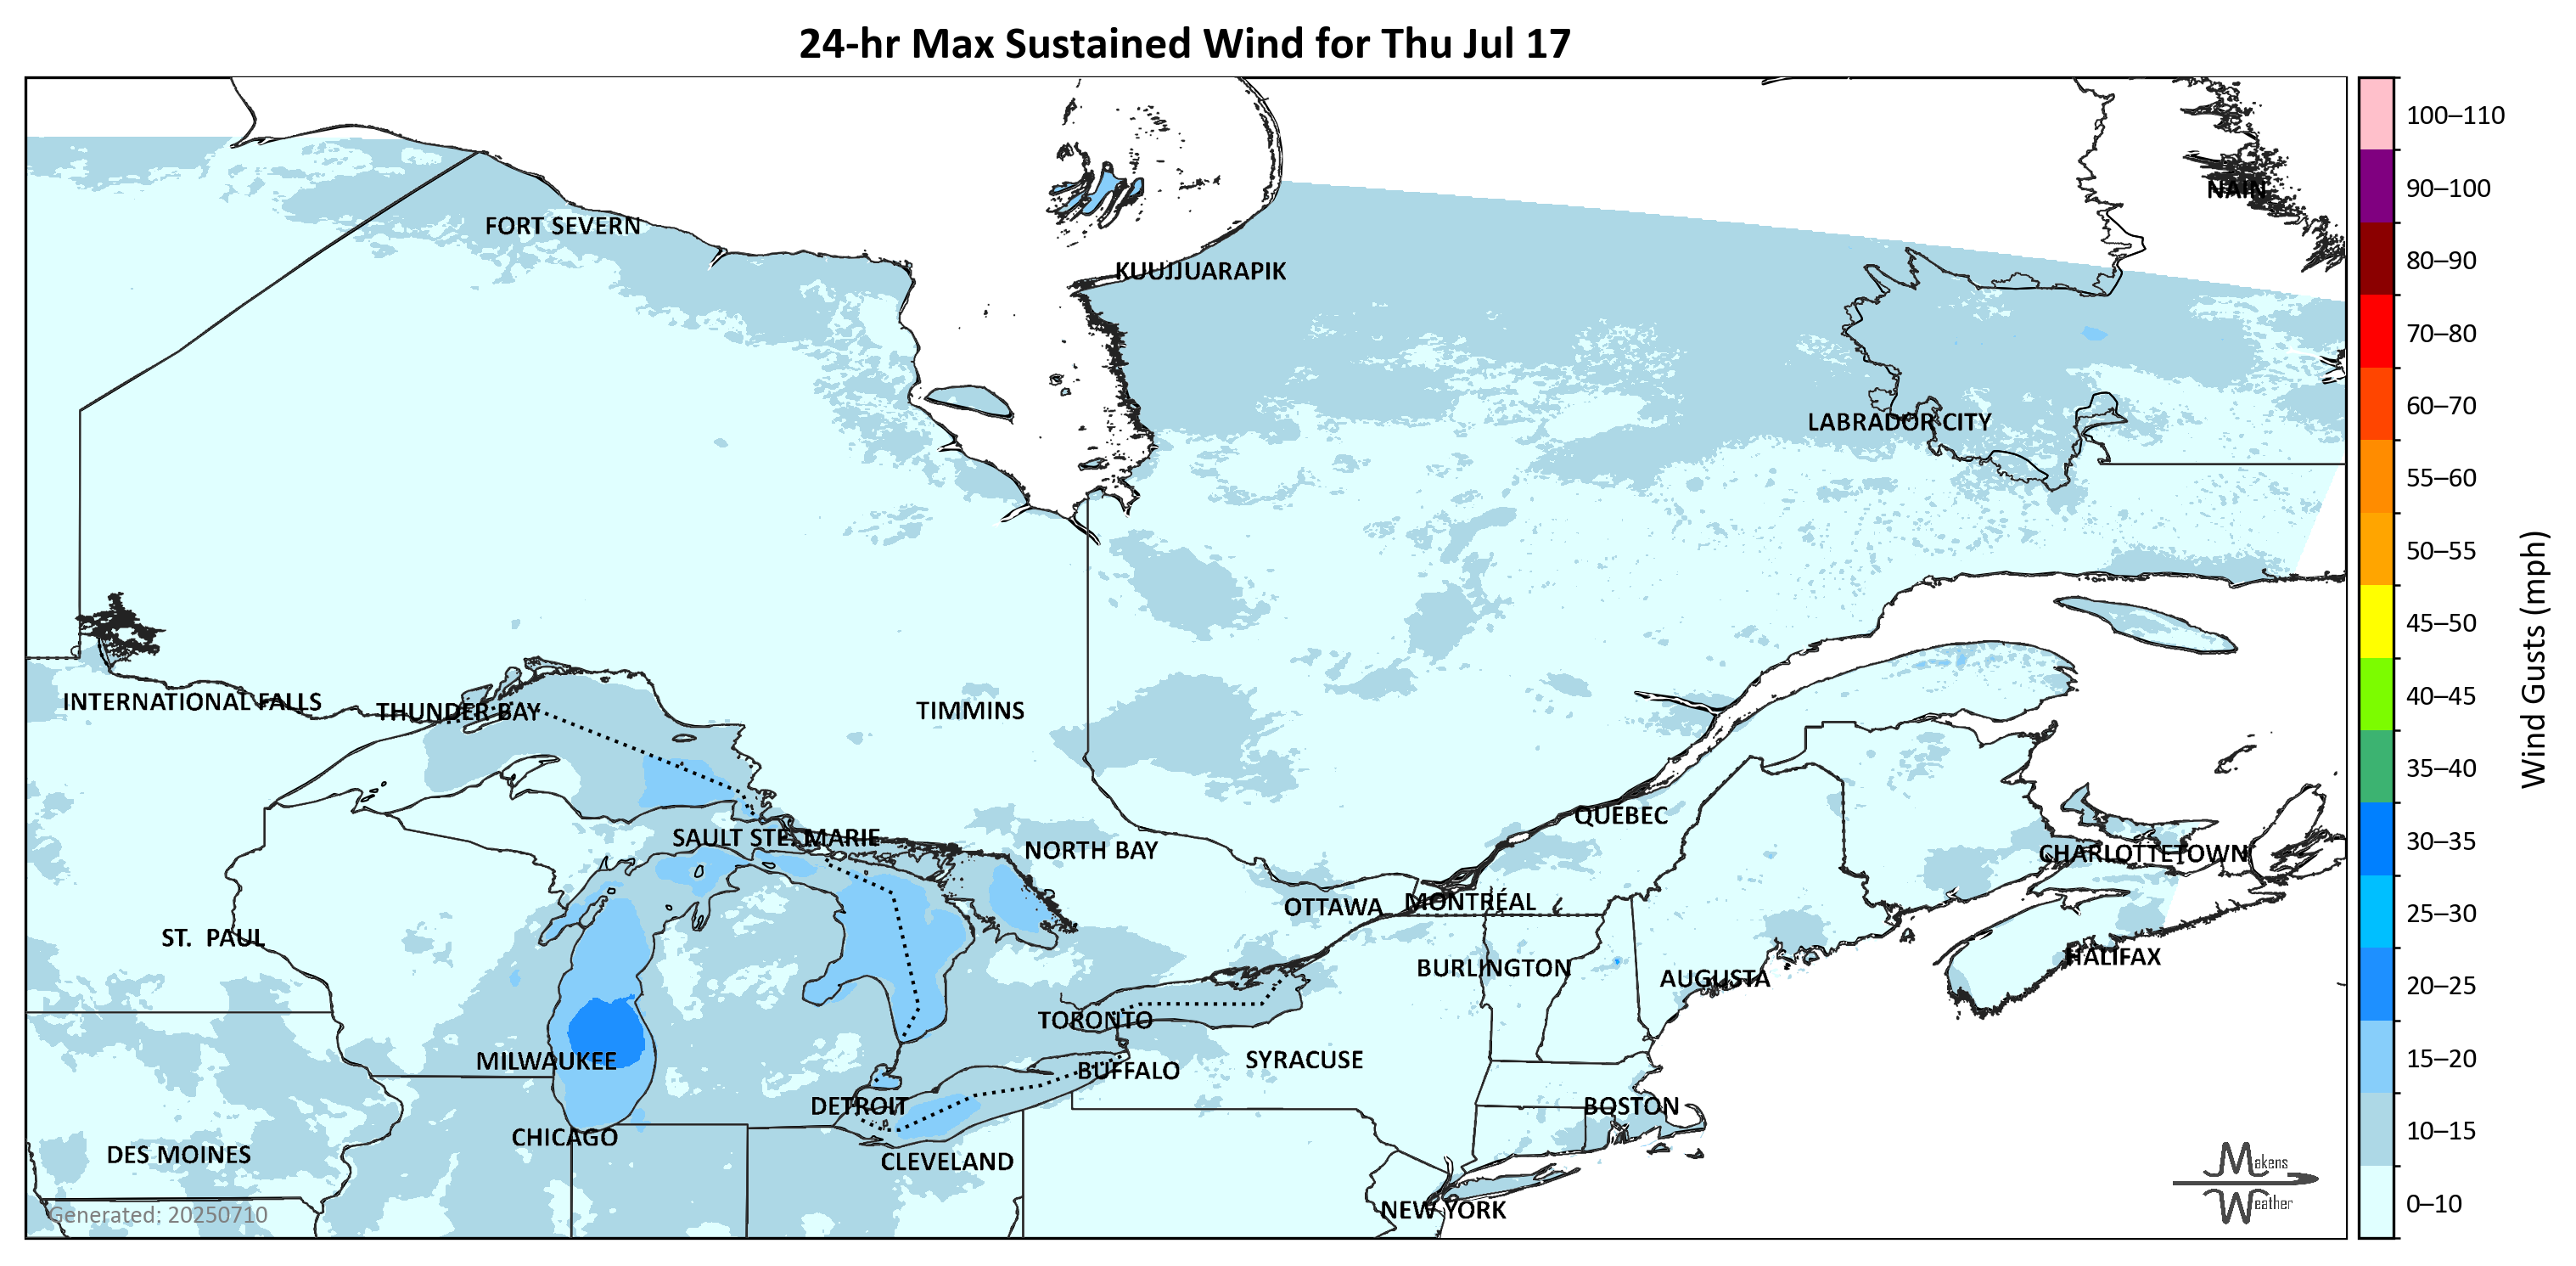 24-hr Max Sustained Wind for Thu Jul 17
100–110
90–100
NAIN
FORT SEVERN
80–90
KUUJJUARAPIK
70–80
60–70
LABRADOR CITY
55–60
50–55
45–50
Wind Gusts (mph)
40–45
INTERNATIONAL FALLS
THUNDER BAY
TIMMINS
35–40
QUÉBEC
30–35
SAULT STE. MARIE
NORTH BAY
CHARLOTTETOWN
OTTAWA
MONTRÉAL
25–30
ST. PAUL
HALIFAX
BURLINGTON
AUGUSTA
20–25
TORONTO
MILWAUKEE
SYRACUSE
15–20
BUFFALO
DETROIT
BOSTON
10–15
CHICAGO
DES MOINES
CLEVELAND
Makens
Weather
0–10
NEW YORK
Generated: 20250710